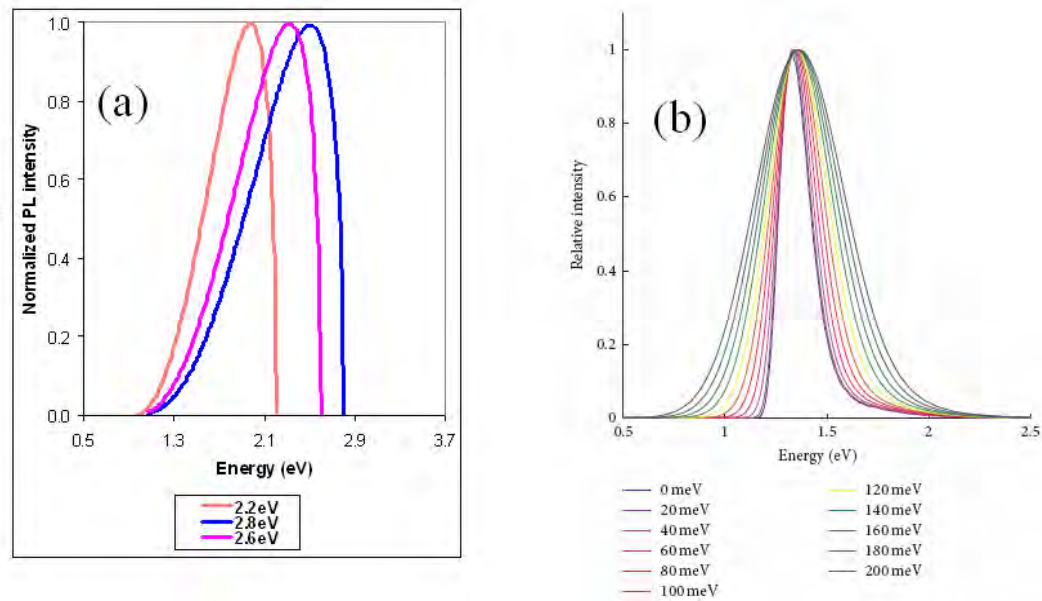 (a)
Normalized PL intensity
1.0
0.8
0.6
0.4
0.2
0.0
0.5 1.3 2.1 2.9 3.7
Energy (eV)
2.2eV
2.8eV
2.6eV
(b)
Relative intensity
1
0.8
0.6
0.4
0.2
0
0.5 1 1.5 2 2.5
Energy (eV)
0 meV
20 meV
40 meV
60 meV
80 meV
100 meV
120 meV
140 meV
160 meV
180 meV
200 meV